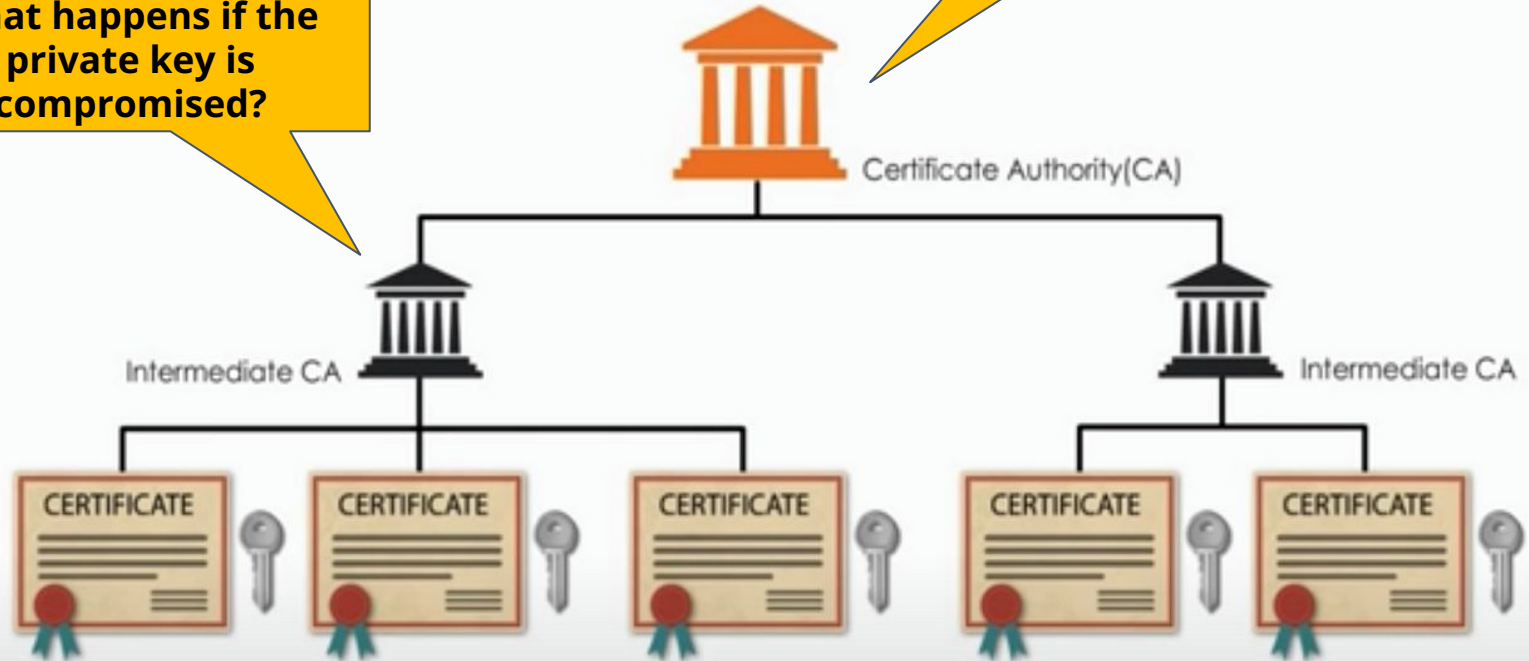 happens if the
private key is
compromised?
Certificate Authority(CA)
Intermediate CA
Intermediate CA
CERTIFICATE
CERTIFICATE
CERTIFICATE
CERTIFICATE
CERTIFICATE